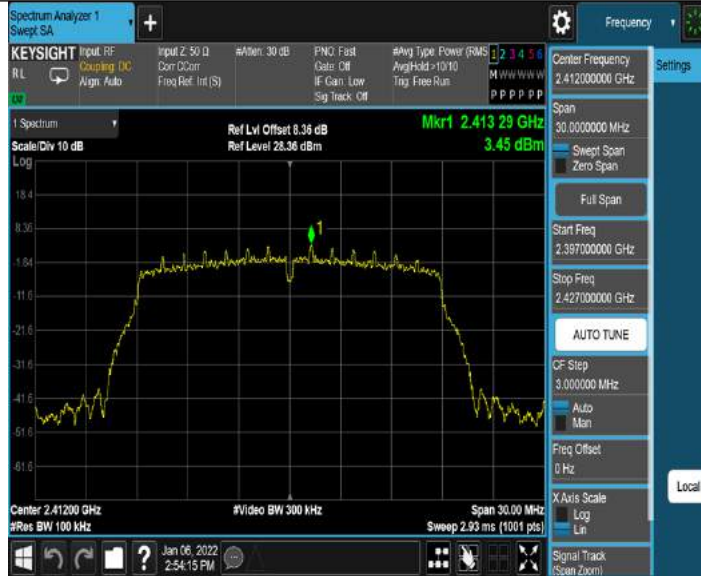 Spectrum Analyzer 1
Swept SA
+
Frequency
KEYSIGHT
RL
Input: RF
Coupling: DC
Align: Auto
Input Z: 50 Ω
Corr CCorr
Freq Ref: Int (S)
#Atten: 30 dB
PNO: Fast
Gate: Off
IF Gain: Low
Sig Track: Off
#Avg Type: Power (RMS
Avg|Hold:>10/10
Trig: Free Run
1 2 3 4 5 6
M W W W W W
P P P P P P
Settings
1 Spectrum
Scale/Div 10 dB
Log
Ref Lvl Offset 8.36 dB
Ref Level 28.36 dBm
Mkr1 2.413 29 GHz
3.45 dBm
18.4
8.36
-1.64
-11.6
-21.6
-31.6
-41.6
-51.6
-61.6
1
Center 2.41200 GHz
#Res BW 100 kHz
#Video BW 300 kHz
Span 30.00 MHz
Sweep 2.93 ms (1001 pts)
Center Frequency
2.412000000 GHz
Span
30.0000000 MHz
Swept Span
Zero Span
Full Span
Start Freq
2.397000000 GHz
Stop Freq
2.427000000 GHz
AUTO TUNE
CF Step
3.000000 MHz
Auto
Man
Freq Offset
0 Hz
X Axis Scale
Log
Lin
Signal Track
(Span Zoom)
Local
?
Jan 06, 2022
2:54:15 PM